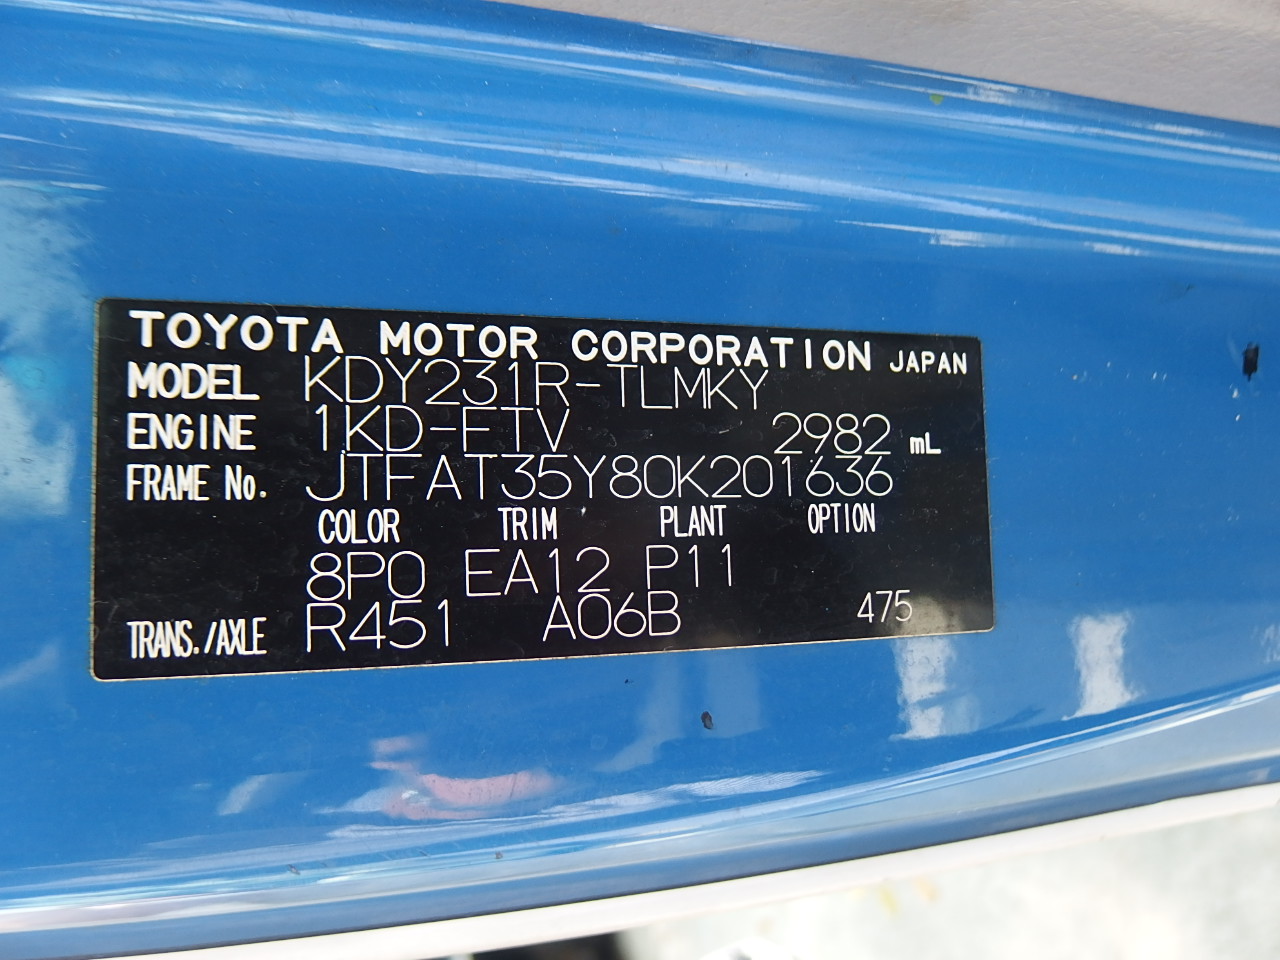 TOYOTA MOTOR CORPORATION JAPAN
MODEL KDY231R-TLMKY
ENGINE 1KD-FTV 2982 mL
FRAME No. JTFAT35Y80K201636
COLOR TRIM PLANT OPTION
8P0 EA12 P11
TRANS./AXLE R451 A06B 475